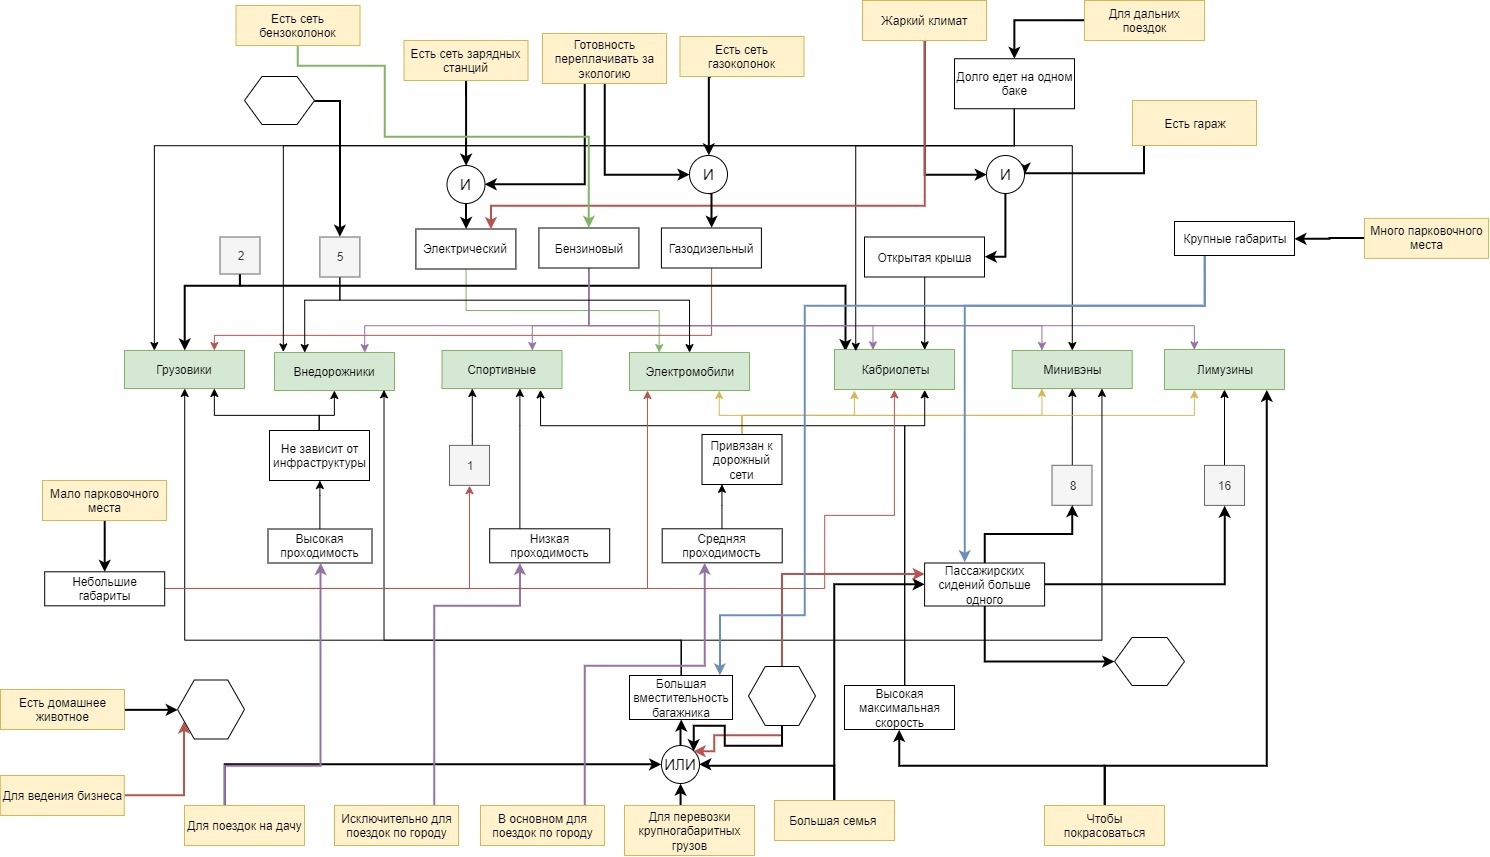 Есть сеть
бензоколонок
Есть сеть зарядных
станций
Готовность
переплачивать за
экологию
Есть сеть
газоколонок
Жаркий климат
Для дальних
поездок
Долго едет на одном
баке
Есть гараж
И
И
И
2
5
Электрический
Бензиновый
Газодизельный
Открытая крыша
Крупные габариты
Много парковочного
места
Грузовики
Внедорожники
Спортивные
Электромобили
Кабриолеты
Минивэны
Лимузины
Не зависит от
инфраструктуры
1
Привязан к
дорожный
сети
8
16
Мало парковочного
места
Высокая
проходимость
Низкая
проходимость
Средняя
проходимость
Небольшие
габариты
Пассажирских
сидений больше
одного
Есть домашнее
животное
Большая
вместительность
багажника
Высокая
максимальная
скорость
ИЛИ
Для ведения бизнеса
Для поездок на дачу
Исключительно для
поездок по городу
В основном для
поездок по городу
Для перевозки
крупногабаритных
грузов
Большая семья
Чтобы
покрасоваться